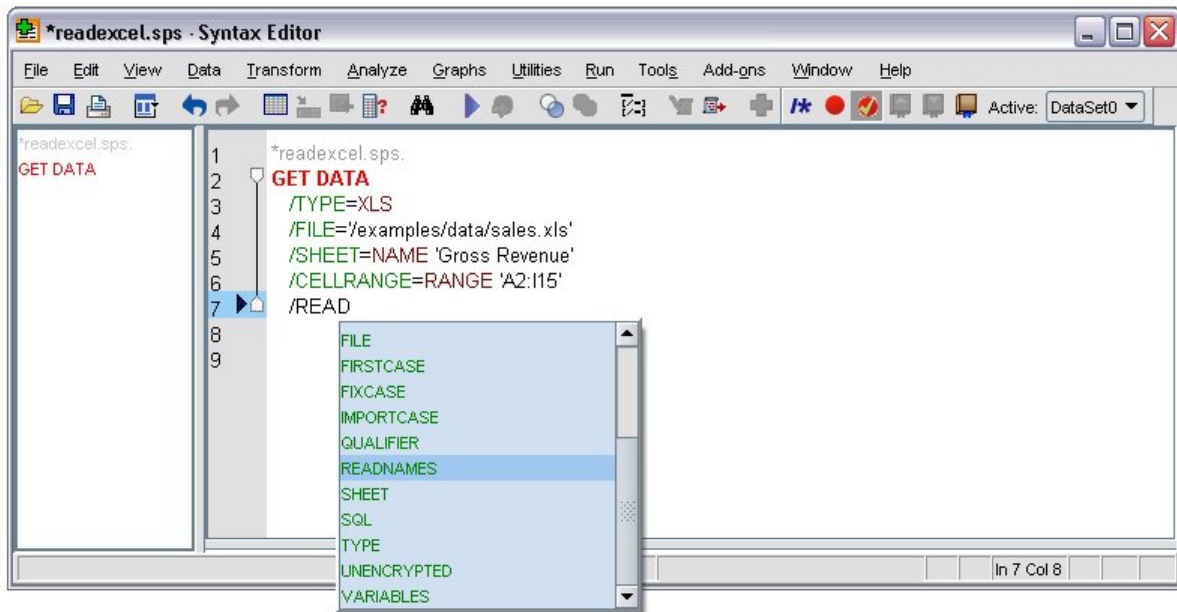 *readexcel.sps - Syntax Editor
File Edit View Data Transform Analyze Graphs Utilities Run Tools Add-ons Window Help
Active: DataSet0
*readexcel.sps.
GET DATA
1 *readexcel.sps.
2 GET DATA
3 /TYPE=XLS
4 /FILE='/examples/data/sales.xls'
5 /SHEET=NAME 'Gross Revenue'
6 /CELLRANGE=RANGE 'A2:I15'
7 /READ
8
9
FILE
FIRSTCASE
FIXCASE
IMPORTCASE
QUALIFIER
READNAMES
SHEET
SQL
TYPE
UNENCRYPTED
VARIABLES
In 7 Col 8